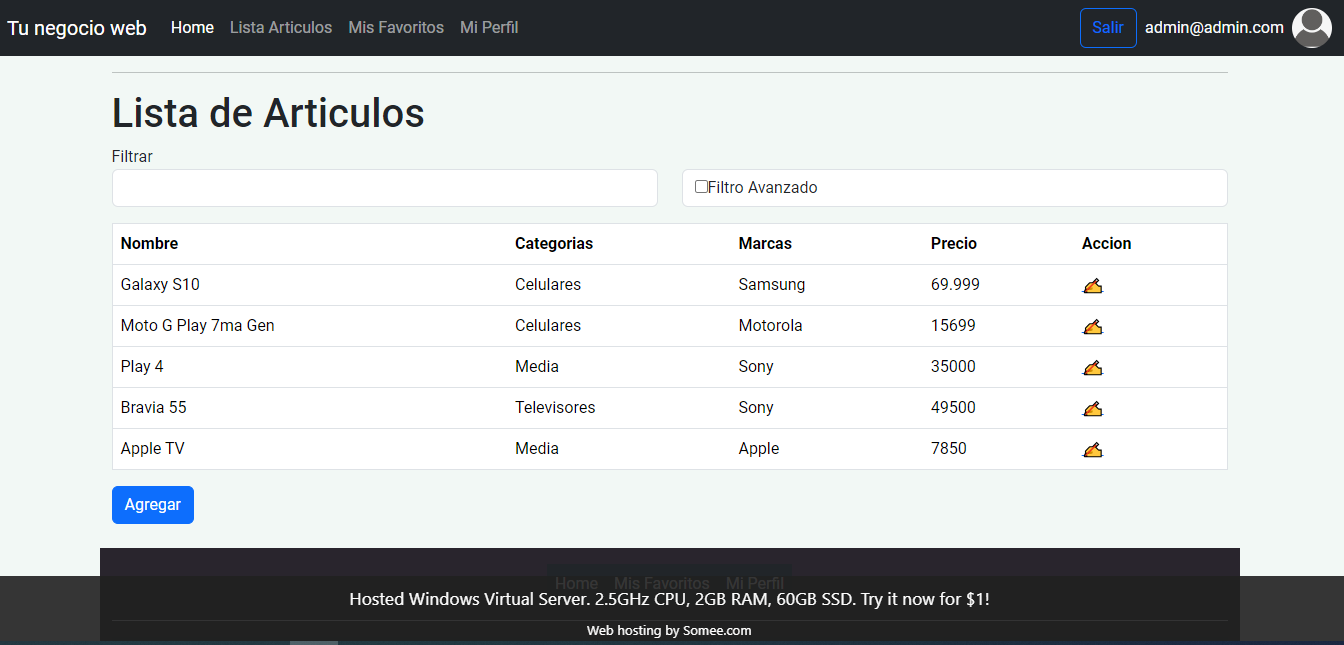 Tu negocio web Home Lista Articulos Mis Favoritos Mi Perfil Salir admin@admin.com
Lista de Articulos
Filtrar
Filtro Avanzado
Nombre Categorias Marcas Precio Accion
Galaxy S10 Celulares Samsung 69.999
Moto G Play 7ma Gen Celulares Motorola 15699
Play 4 Media Sony 35000
Bravia 55 Televisores Sony 49500
Apple TV Media Apple 7850
Agregar
Home Mis Favoritos Mi Perfil
Hosted Windows Virtual Server. 2.5GHz CPU, 2GB RAM, 60GB SSD. Try it now for $1!
Web hosting by Somee.com